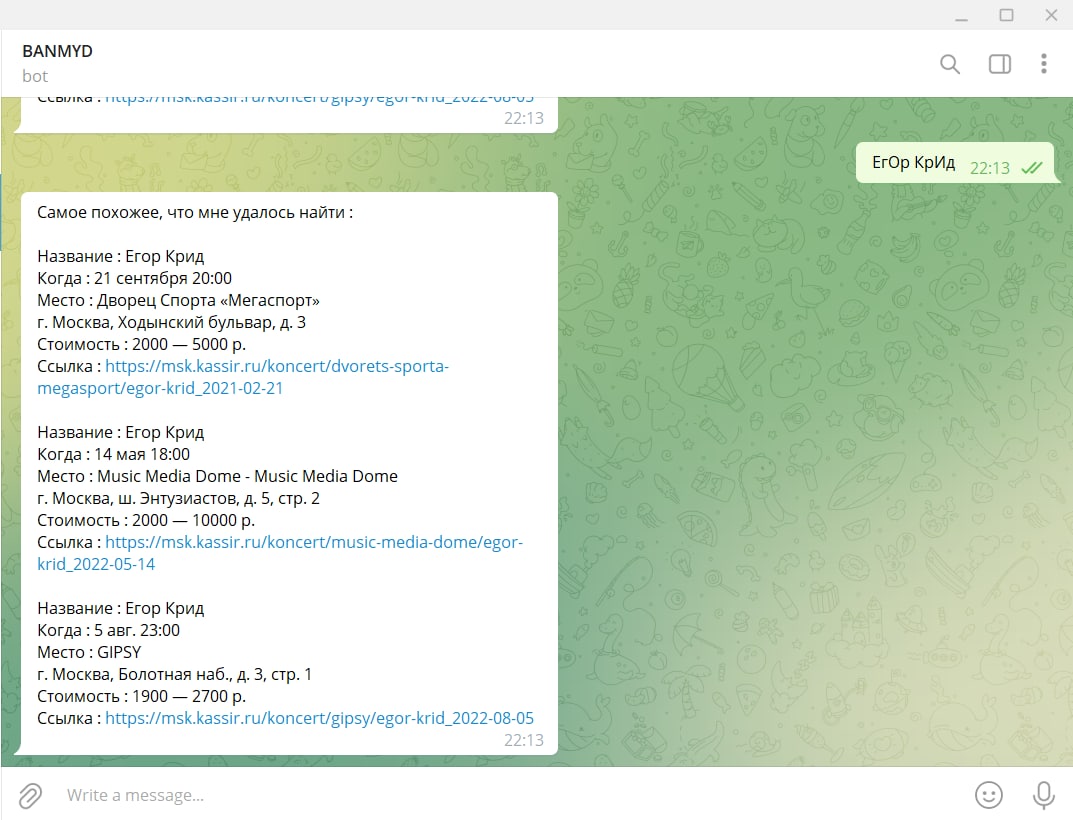 BANMYD
bot
Ссылка : https://msk.kassir.ru/koncert/gipsy/egor-krid_2022-08-05
22:13
ЕгОр КрИд 22:13
Самое похожее, что мне удалось найти :
Название : Егор Крид
Когда : 21 сентября 20:00
Место : Дворец Спорта «Мегаспорт»
г. Москва, Ходынский бульвар, д. 3
Стоимость : 2000 — 5000 р.
Ссылка : https://msk.kassir.ru/koncert/dvorets-sporta-
megasport/egor-krid_2021-02-21
Название : Егор Крид
Когда : 14 мая 18:00
Место : Music Media Dome - Music Media Dome
г. Москва, ш. Энтузиастов, д. 5, стр. 2
Стоимость : 2000 — 10000 р.
Ссылка : https://msk.kassir.ru/koncert/music-media-dome/egor-
krid_2022-05-14
Название : Егор Крид
Когда : 5 авг. 23:00
Место : GIPSY
г. Москва, Болотная наб., д. 3, стр. 1
Стоимость : 1900 — 2700 р.
Ссылка : https://msk.kassir.ru/koncert/gipsy/egor-krid_2022-08-05
22:13
Write a message...